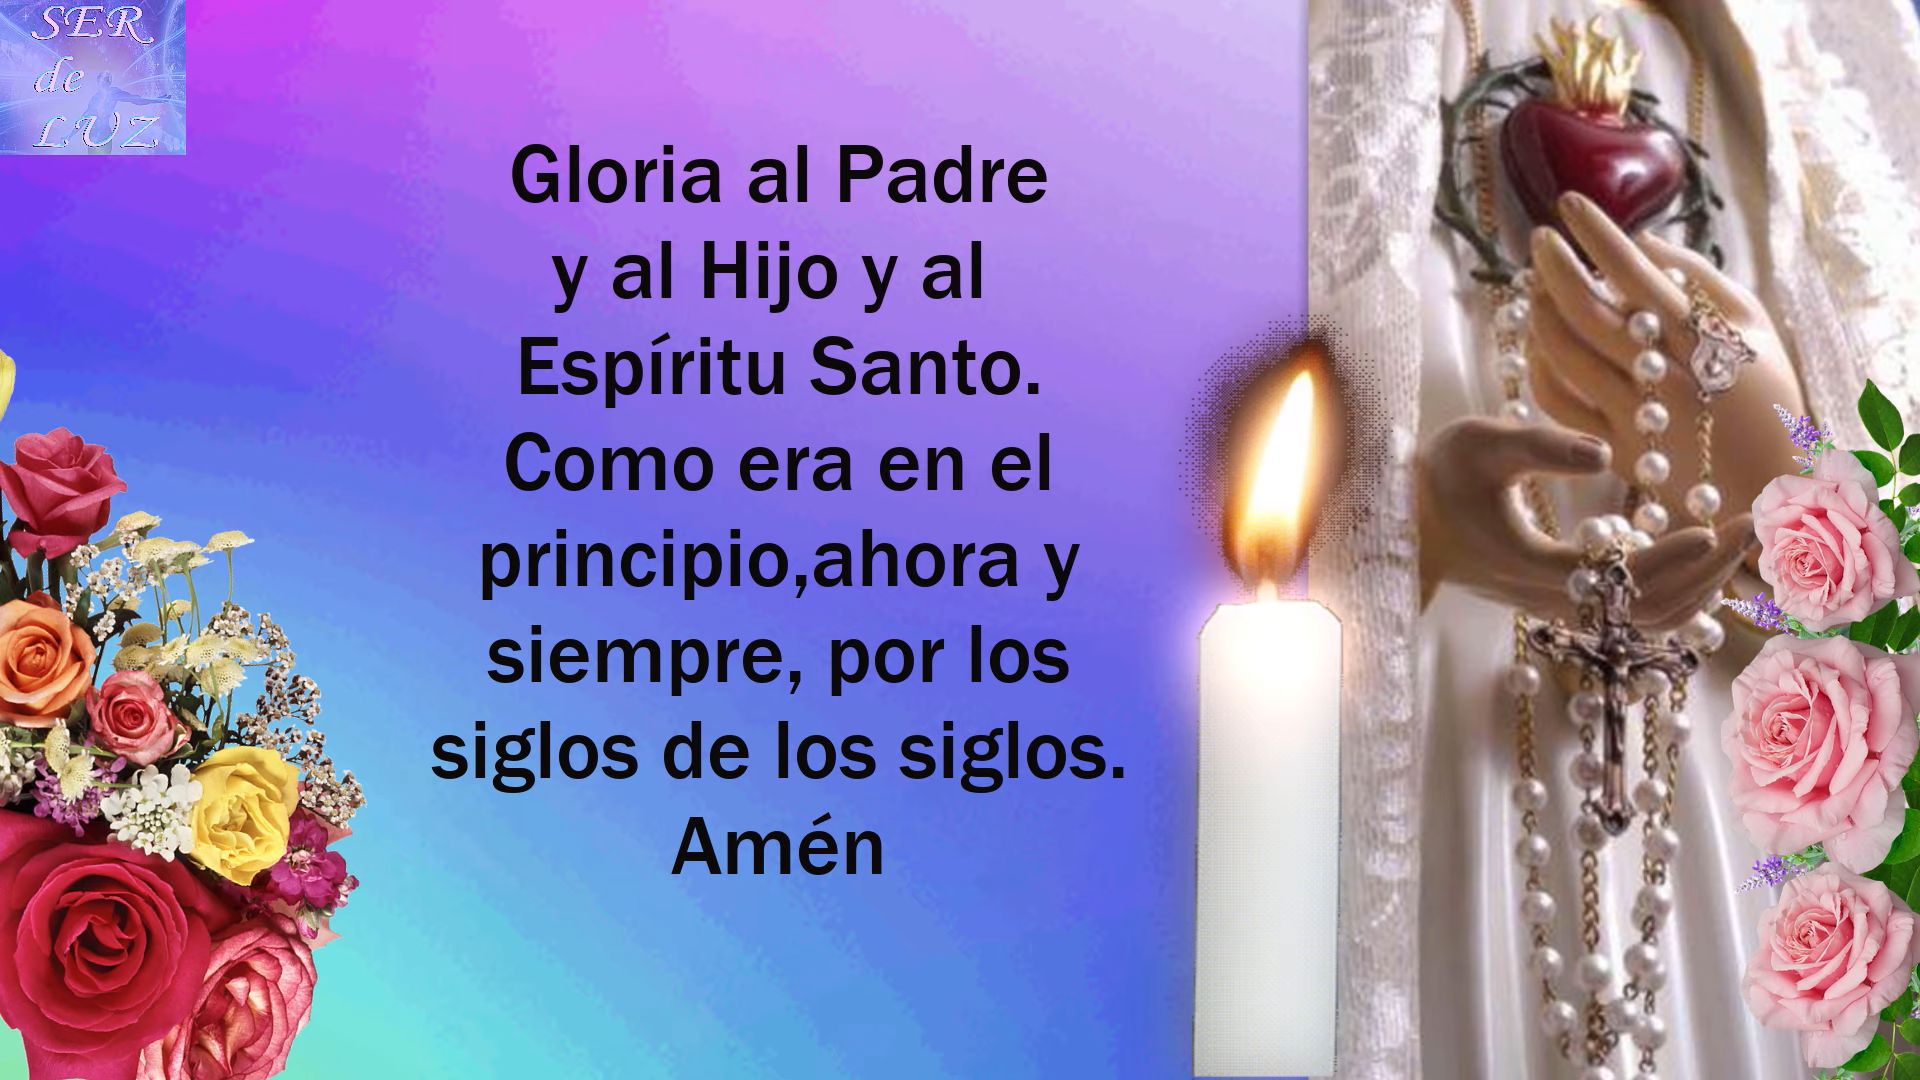 SER
de
LUZ
Gloria al Padre
y al Hijo y al
Espíritu Santo.
Como era en el
principio,ahora y
siempre, por los
siglos de los siglos.
Amén